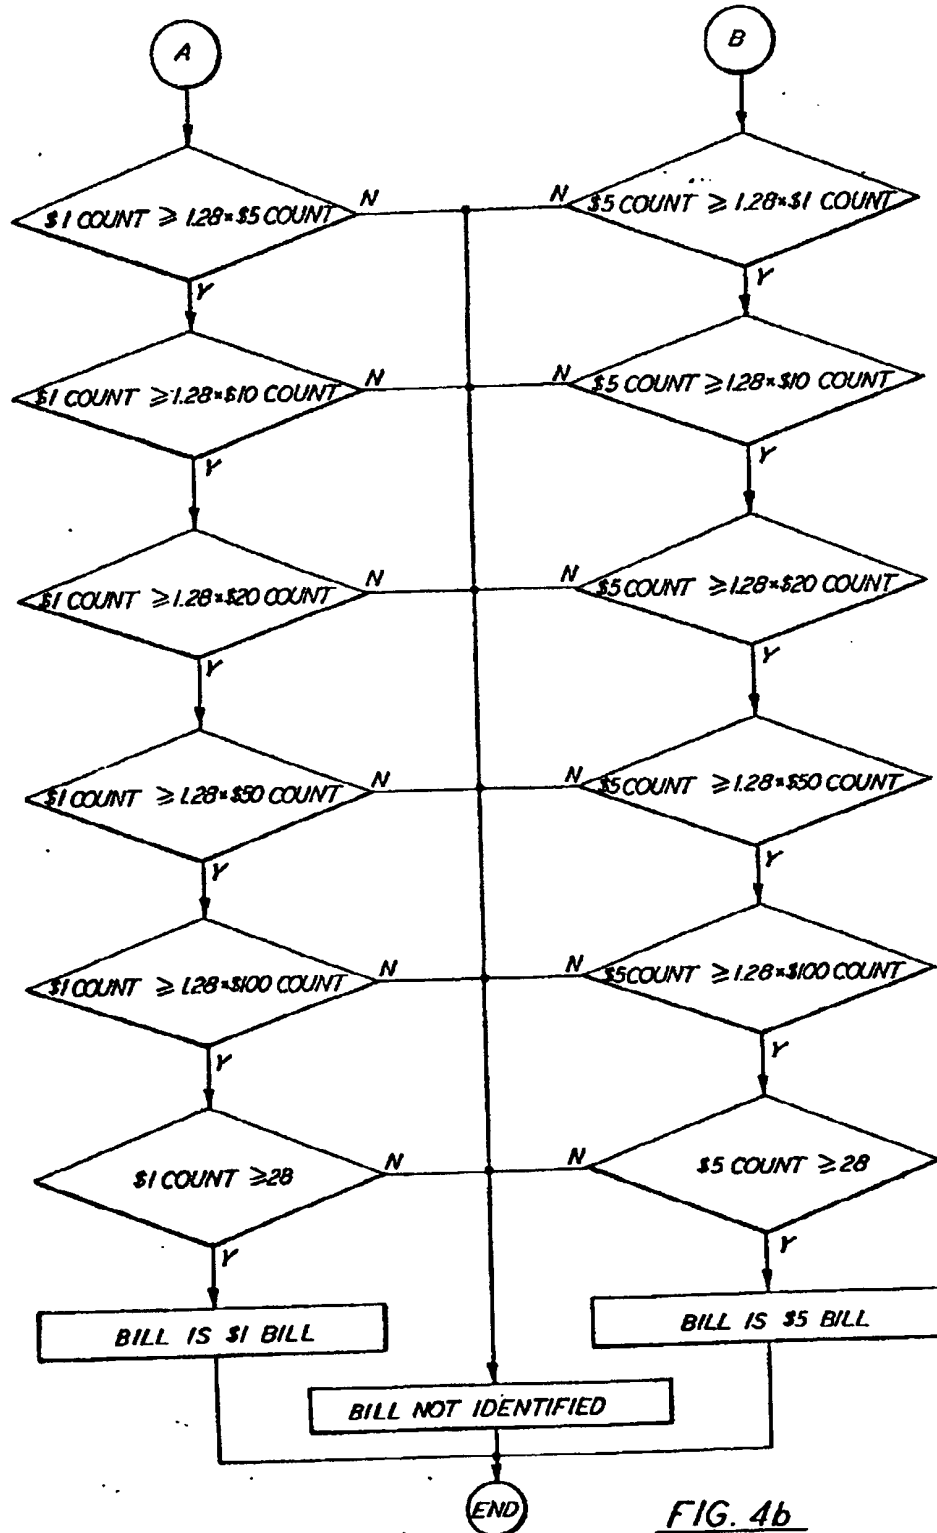 A
$1 COUNT ≥ 1.28×$5 COUNT
N
Y
$1 COUNT ≥1.28×$10 COUNT
N
Y
$1 COUNT ≥1.28×$20 COUNT
N
Y
$1 COUNT ≥1.28×$50 COUNT
N
Y
$1 COUNT ≥ 1.28×$100 COUNT
N
Y
$1 COUNT ≥28
N
Y
BILL IS $1 BILL
B
N
$5 COUNT ≥ 1.28×$1 COUNT
Y
N
$5 COUNT ≥1.28×$10 COUNT
Y
N
$5 COUNT ≥1.28×$20 COUNT
Y
N
$5 COUNT ≥1.28×$50 COUNT
Y
N
$5 COUNT ≥1.28×$100 COUNT
Y
N
$5 COUNT ≥28
Y
BILL IS $5 BILL
BILL NOT IDENTIFIED
END
FIG. 4b